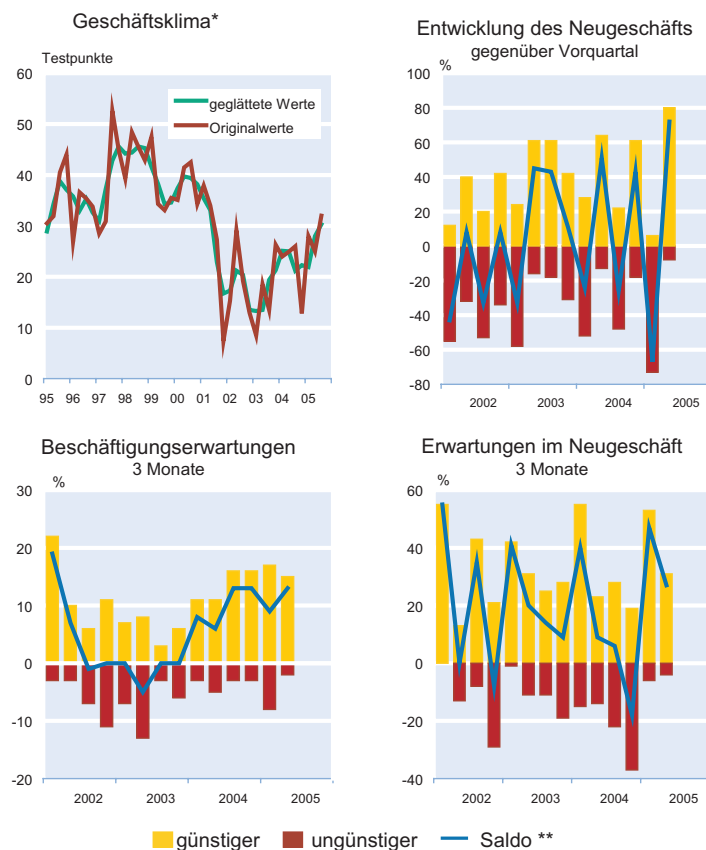 Geschäftsklima*
Testpunkte
60
50
40
30
20
10
0
geglättete Werte
Originalwerte
95 96 97 98 99 00 01 02 03 04 05
Entwicklung des Neugeschäfts
gegenüber Vorquartal
%
100
80
60
40
20
0
-20
-40
-60
-80
2002 2003 2004 2005
Beschäftigungserwartungen
3 Monate
%
30
20
10
0
-10
-20
2002 2003 2004 2005
Erwartungen im Neugeschäft
3 Monate
%
60
40
20
0
-20
-40
2002 2003 2004 2005
günstiger ungünstiger Saldo **